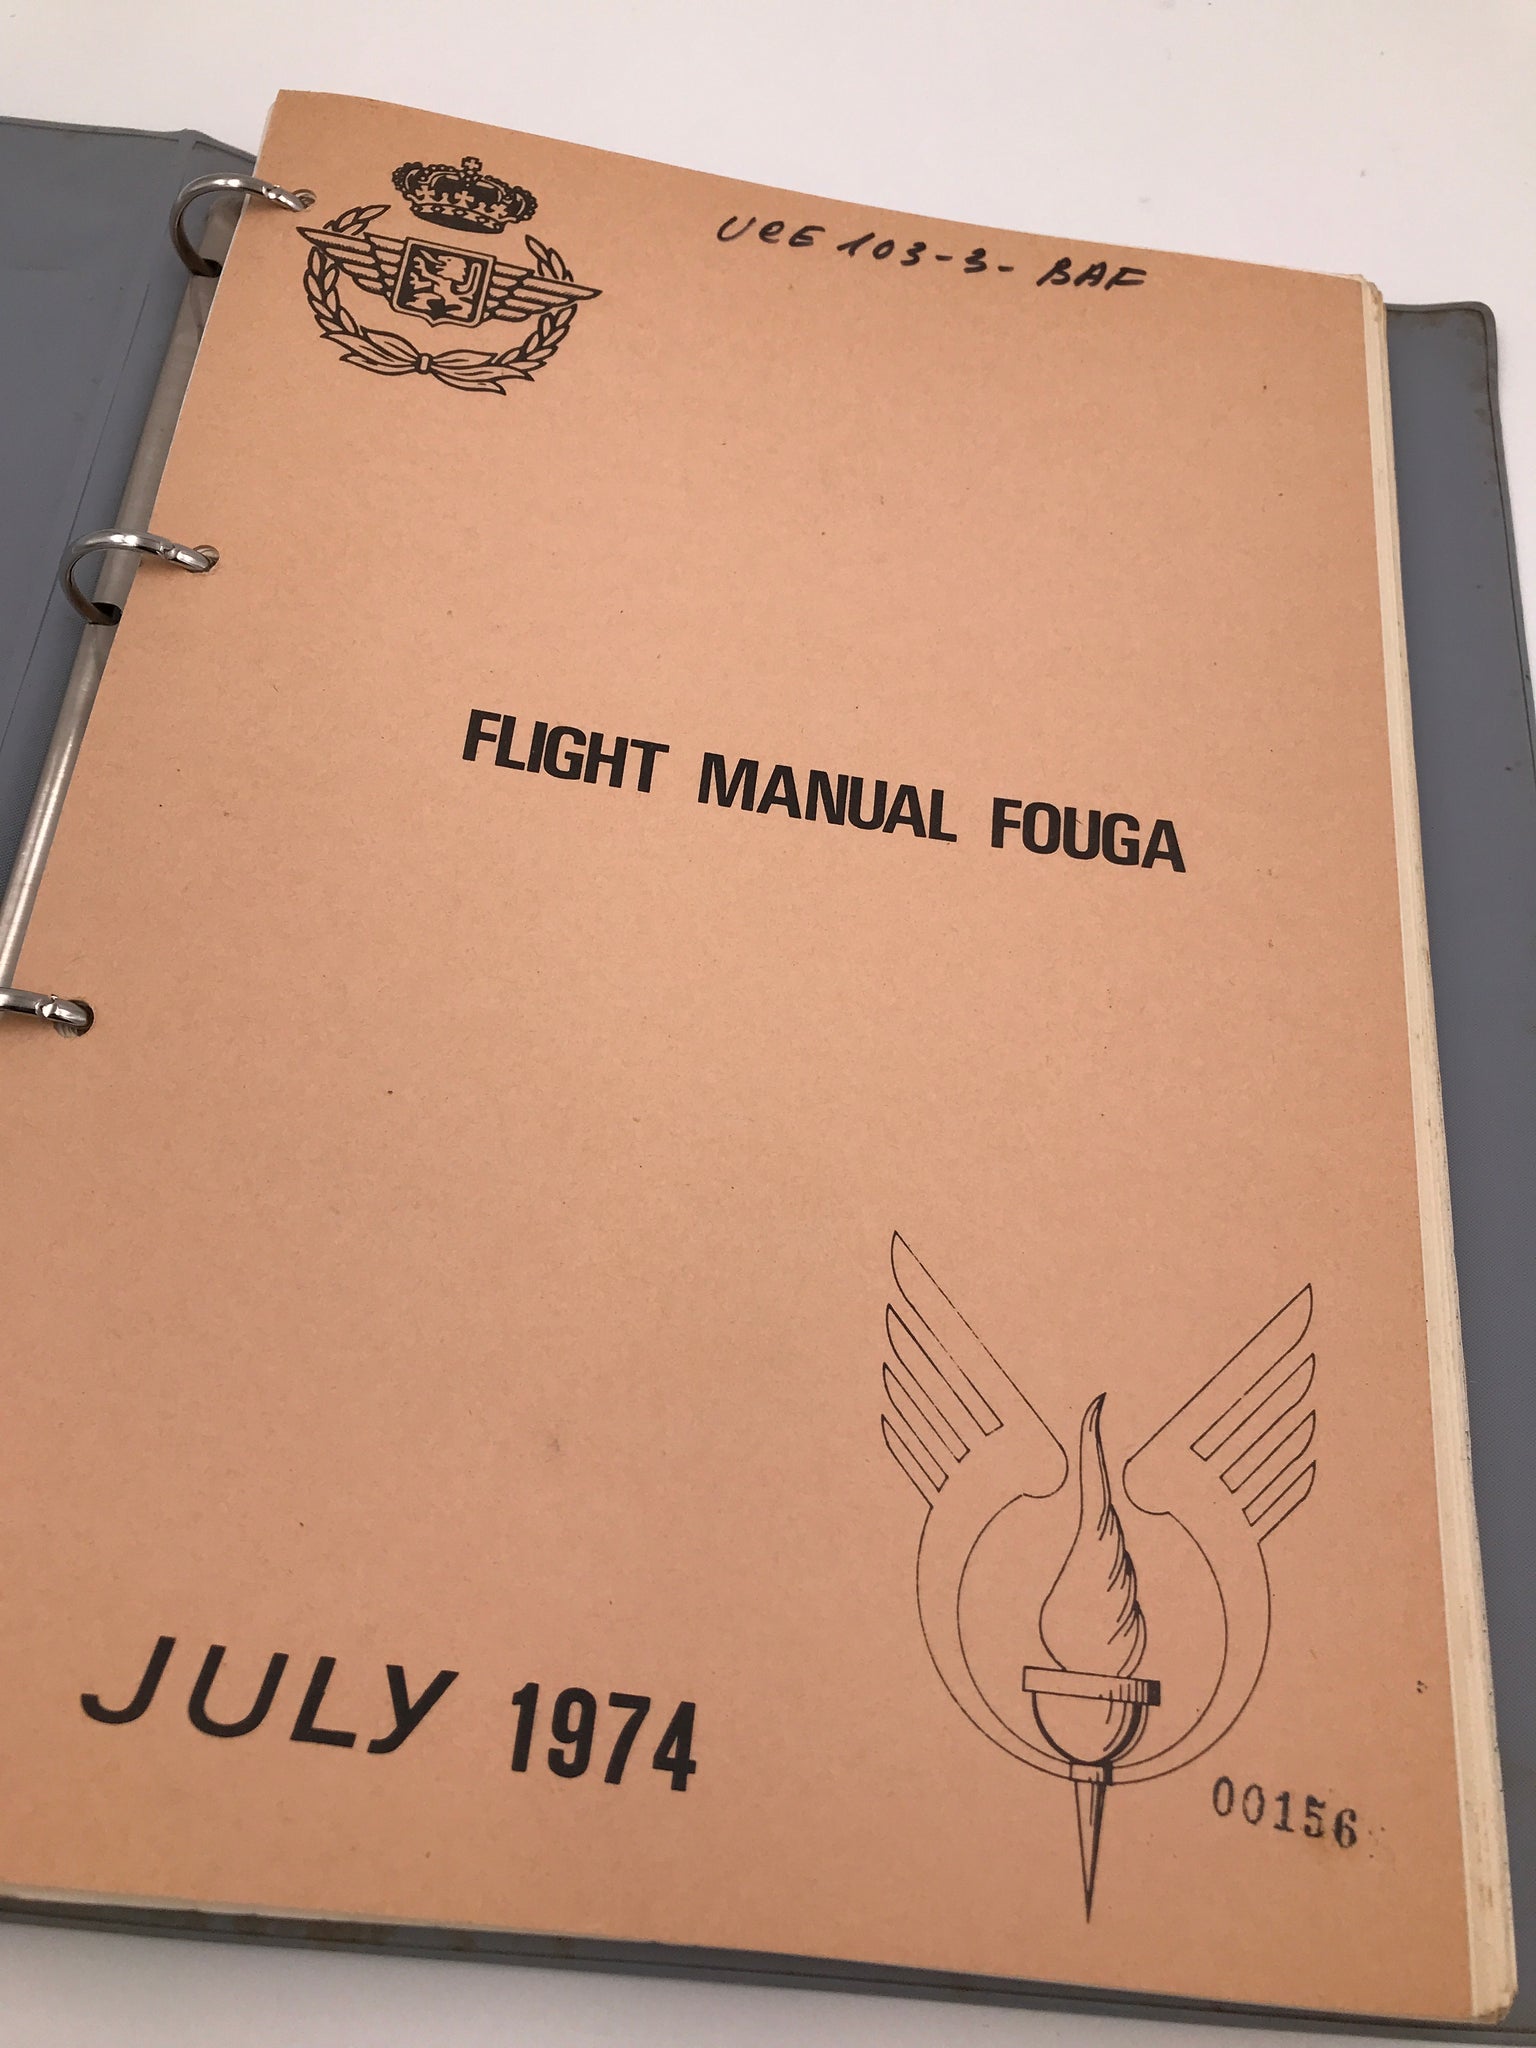 UCE 103-3-BAF
FLIGHT MANUAL FOUGA
JULY 1974
00156